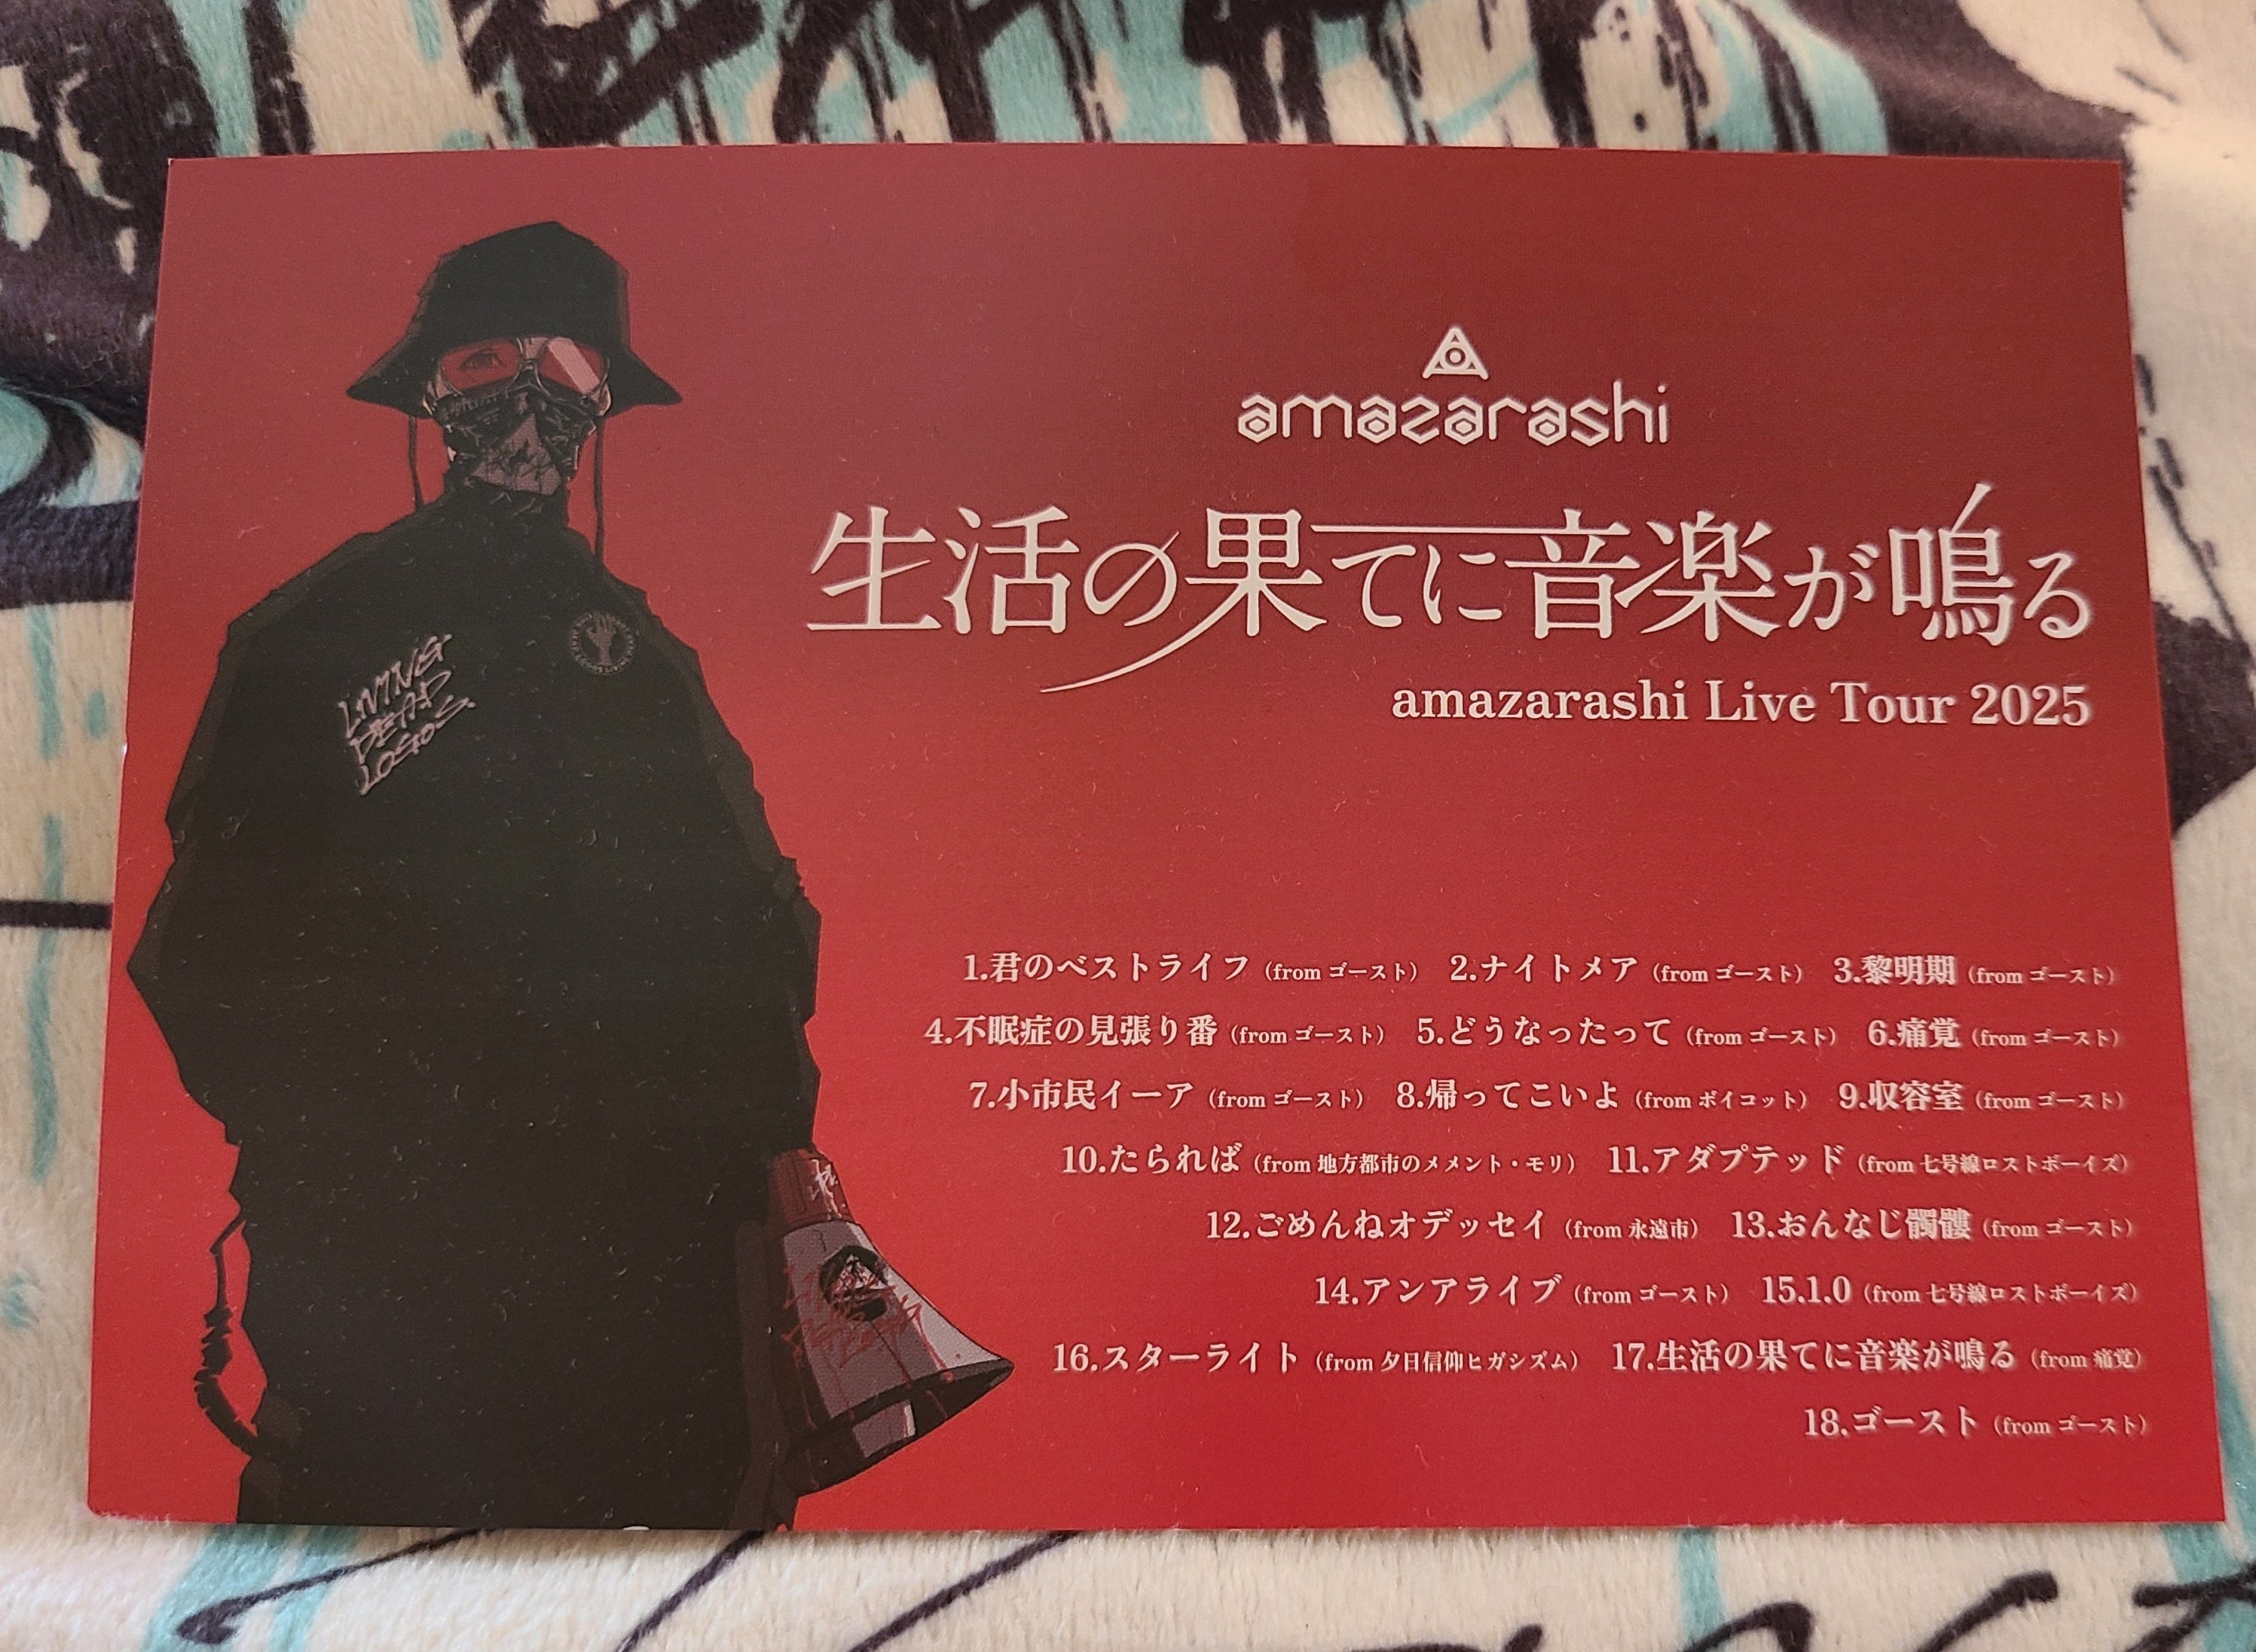 amazarashi
生活の果てに音楽が鳴る
amazarashi Live Tour 2025
LIVING
DEAD
LOGOS.
1.君のベストライフ（from ゴースト） 2.ナイトメア（from ゴースト） 3.黎明期（from ゴースト）
4.不眠症の見張り番（from ゴースト） 5.どうなったって（from ゴースト） 6.痛覚（from ゴースト）
7.小市民イーア（from ゴースト） 8.帰ってこいよ（from ボイコット） 9.収容室（from ゴースト）
10.たられば（from 地方都市のメメント・モリ） 11.アダプテッド（from 七号線ロストボーイズ）
12.ごめんねオデッセイ（from 永遠市） 13.おんなじ髑髏（from ゴースト）
14.アンアライブ（from ゴースト） 15.1.0（from 七号線ロストボーイズ）
16.スターライト（from 夕日信仰ヒガシズム） 17.生活の果てに音楽が鳴る（from 痛覚）
18.ゴースト（from ゴースト）